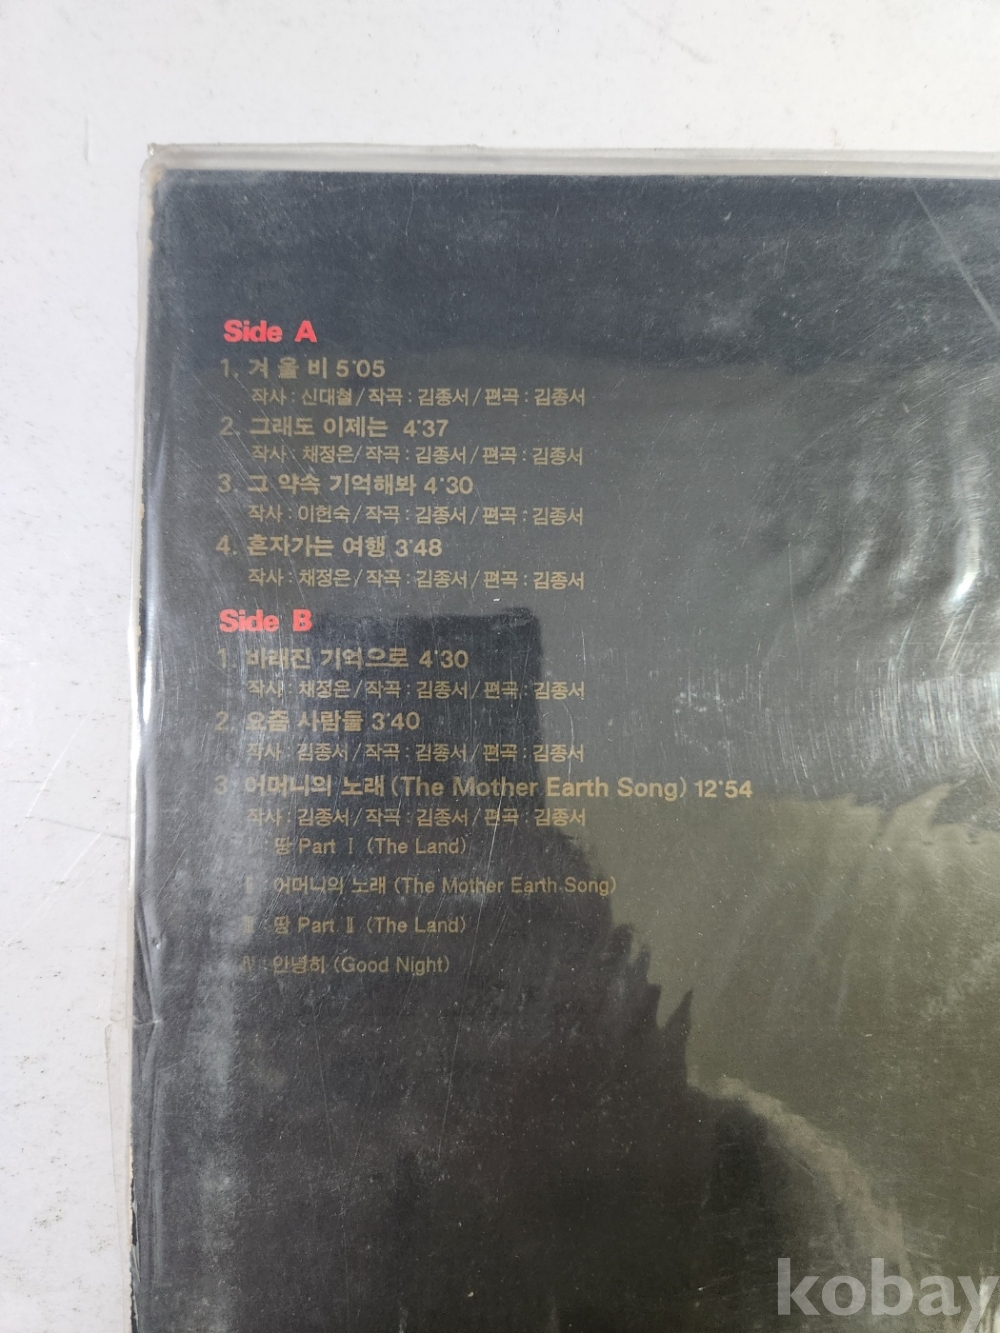 Side A
1. 겨 울 비 5'05
작사 : 신대철 / 작곡 : 김종서 / 편곡 : 김종서
2. 그래도 이제는 4'37
작사 : 채정은 / 작곡 : 김종서 / 편곡 : 김종서
3. 그 약속 기억해봐 4'30
작사 : 이헌숙 / 작곡 : 김종서 / 편곡 : 김종서
4. 혼자가는 여행 3'48
작사 : 채정은 / 작곡 : 김종서 / 편곡 : 김종서
Side B
1. 바래진 기억으로 4'30
작사 : 채정은 / 작곡 : 김종서 / 편곡 : 김종서
2. 요즘 사람들 3'40
작사 : 김종서 / 작곡 : 김종서 / 편곡 : 김종서
3. 어머니의 노래 (The Mother Earth Song) 12'54
작사 : 김종서 / 작곡 : 김종서 / 편곡 : 김종서
Ⅰ : 땅 Part Ⅰ (The Land)
Ⅱ : 어머니의 노래 (The Mother Earth Song)
Ⅲ : 땅 Part Ⅱ (The Land)
Ⅳ : 안녕히 (Good Night)
kobay